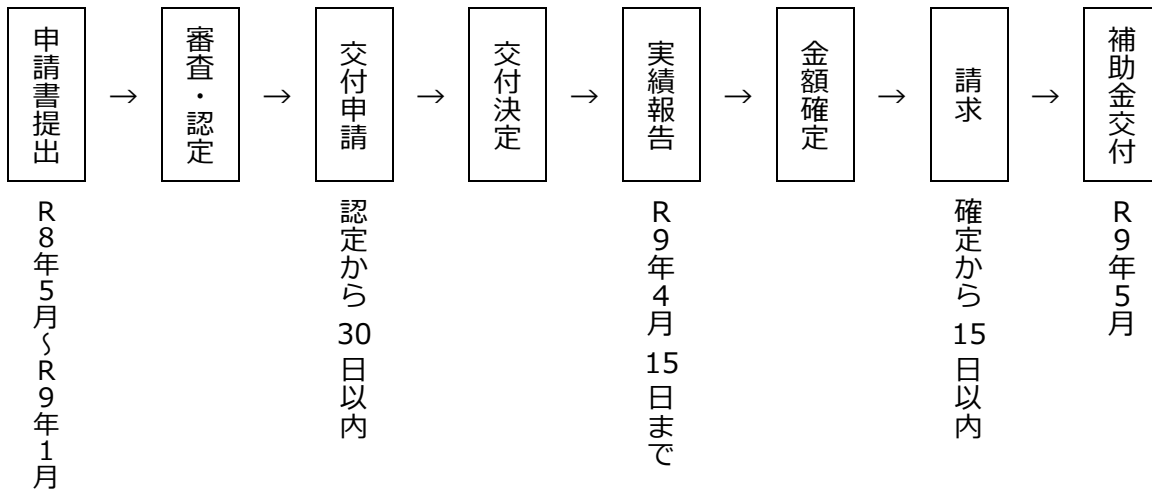 申請書提出
→
審査・認定
→
交付申請
→
交付決定
→
実績報告
→
金額確定
→
請求
→
補助金交付
R8年5月～R9年1月
認定から30日以内
R9年4月15日まで
確定から15日以内
R9年5月